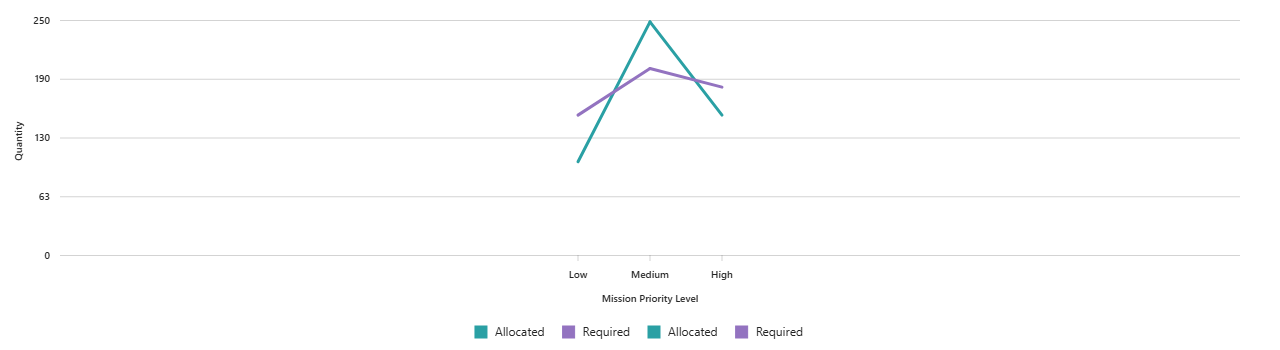 250
190
130
63
0
Quantity
Low Medium High
Mission Priority Level
Allocated Required Allocated Required